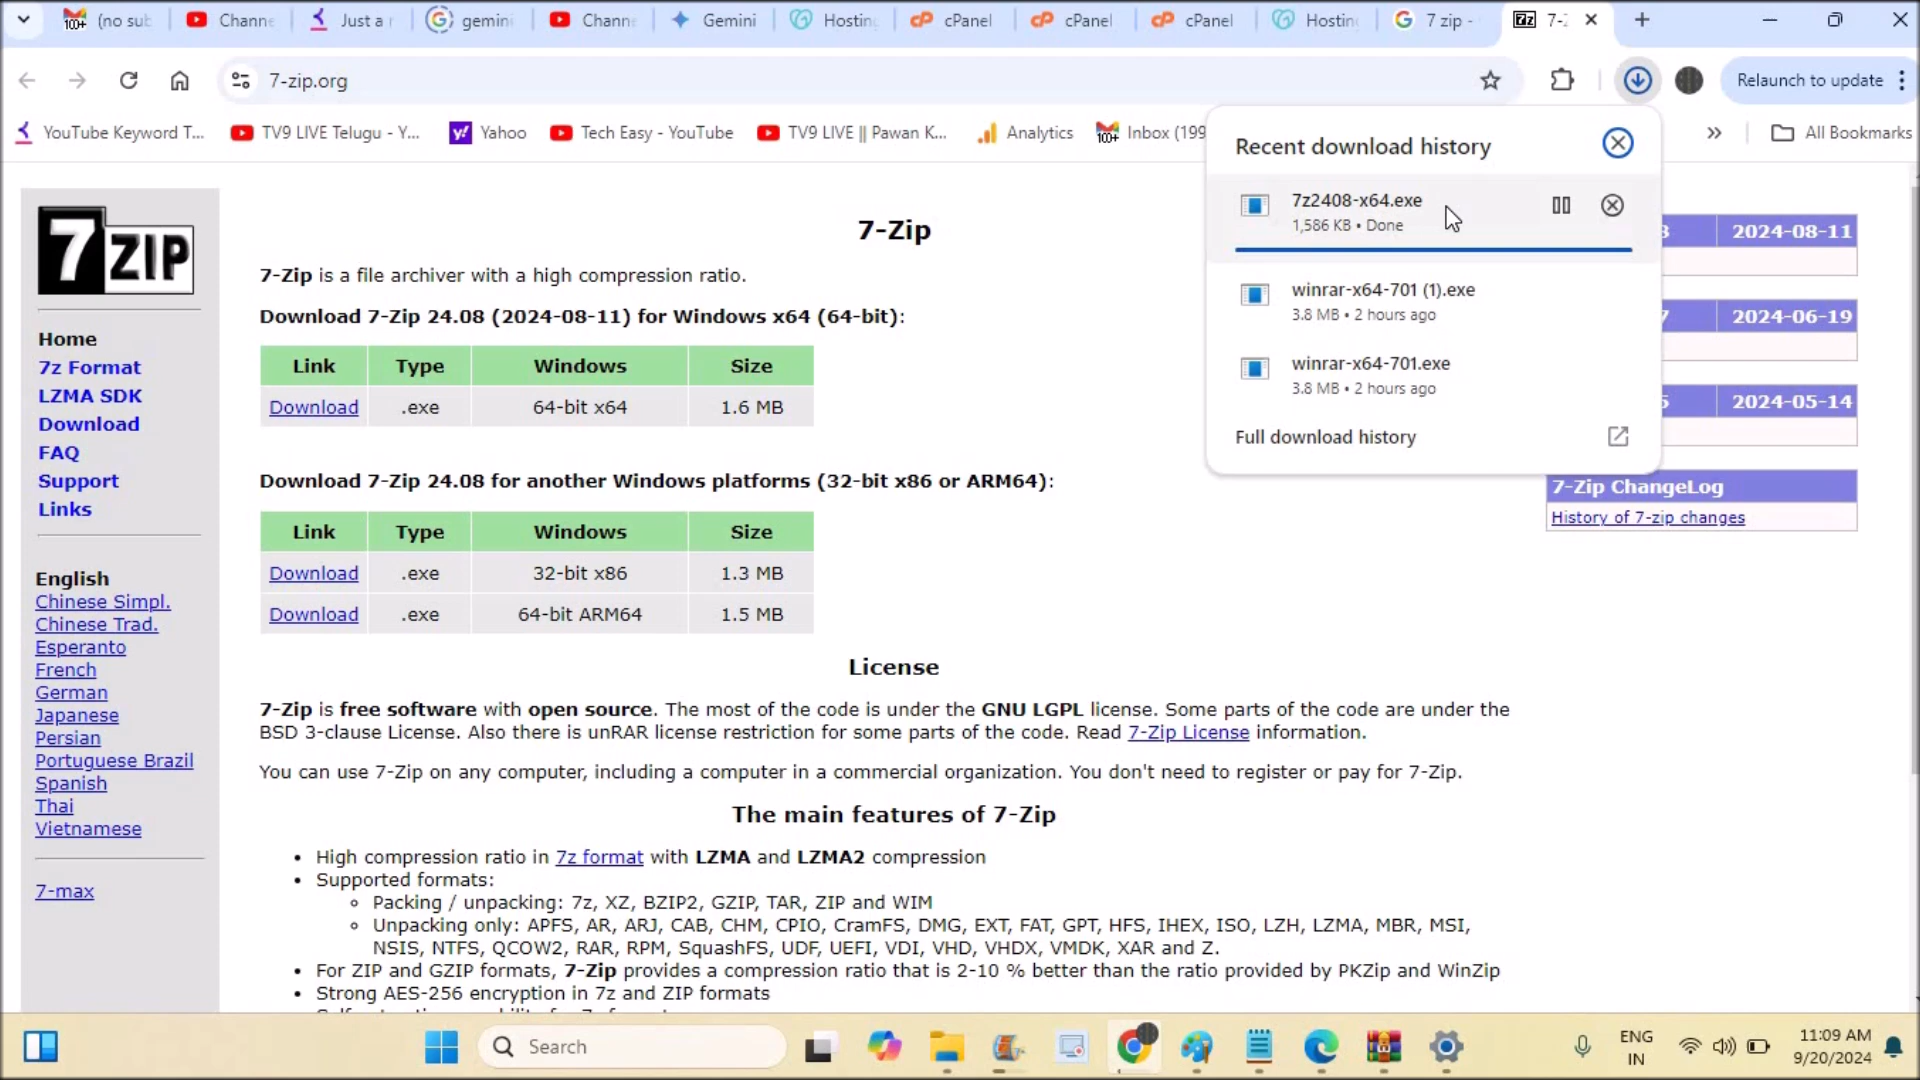 (no sub
Channe
Just a r
gemini
Channe
Gemini
Hosting
cPanel
cPanel
cPanel
Hosting
7 zip -
7-Z
7-zip.org
Relaunch to update
YouTube Keyword T...
TV9 LIVE Telugu - Y...
Yahoo
Tech Easy - YouTube
TV9 LIVE || Pawan K...
Analytics
Inbox (199
All Bookmarks
Recent download history
7z2408-x64.exe
1,586 KB • Done
winrar-x64-701 (1).exe
3.8 MB • 2 hours ago
winrar-x64-701.exe
3.8 MB • 2 hours ago
Full download history
7ZIP
Home
7z Format
LZMA SDK
Download
FAQ
Support
Links
English
Chinese Simpl.
Chinese Trad.
Esperanto
French
German
Japanese
Persian
Portuguese Brazil
Spanish
Thai
Vietnamese
7-max
7-Zip
7-Zip is a file archiver with a high compression ratio.
Download 7-Zip 24.08 (2024-08-11) for Windows x64 (64-bit):
Link Type Windows Size
Download .exe 64-bit x64 1.6 MB
Download 7-Zip 24.08 for another Windows platforms (32-bit x86 or ARM64):
Link Type Windows Size
Download .exe 32-bit x86 1.3 MB
Download .exe 64-bit ARM64 1.5 MB
License
7-Zip is free software with open source. The most of the code is under the GNU LGPL license. Some parts of the code are under the
BSD 3-clause License. Also there is unRAR license restriction for some parts of the code. Read 7-Zip License information.
You can use 7-Zip on any computer, including a computer in a commercial organization. You don't need to register or pay for 7-Zip.
The main features of 7-Zip
• High compression ratio in 7z format with LZMA and LZMA2 compression
• Supported formats:
Packing / unpacking: 7z, XZ, BZIP2, GZIP, TAR, ZIP and WIM
Unpacking only: APFS, AR, ARJ, CAB, CHM, CPIO, CramFS, DMG, EXT, FAT, GPT, HFS, IHEX, ISO, LZH, LZMA, MBR, MSI,
NSIS, NTFS, QCOW2, RAR, RPM, SquashFS, UDF, UEFI, VDI, VHD, VHDX, VMDK, XAR and Z.
• For ZIP and GZIP formats, 7-Zip provides a compression ratio that is 2-10 % better than the ratio provided by PKZip and WinZip
• Strong AES-256 encryption in 7z and ZIP formats
2024-08-11
2024-06-19
2024-05-14
7-Zip ChangeLog
History of 7-zip changes
Search
ENG
IN
11:09 AM
9/20/2024